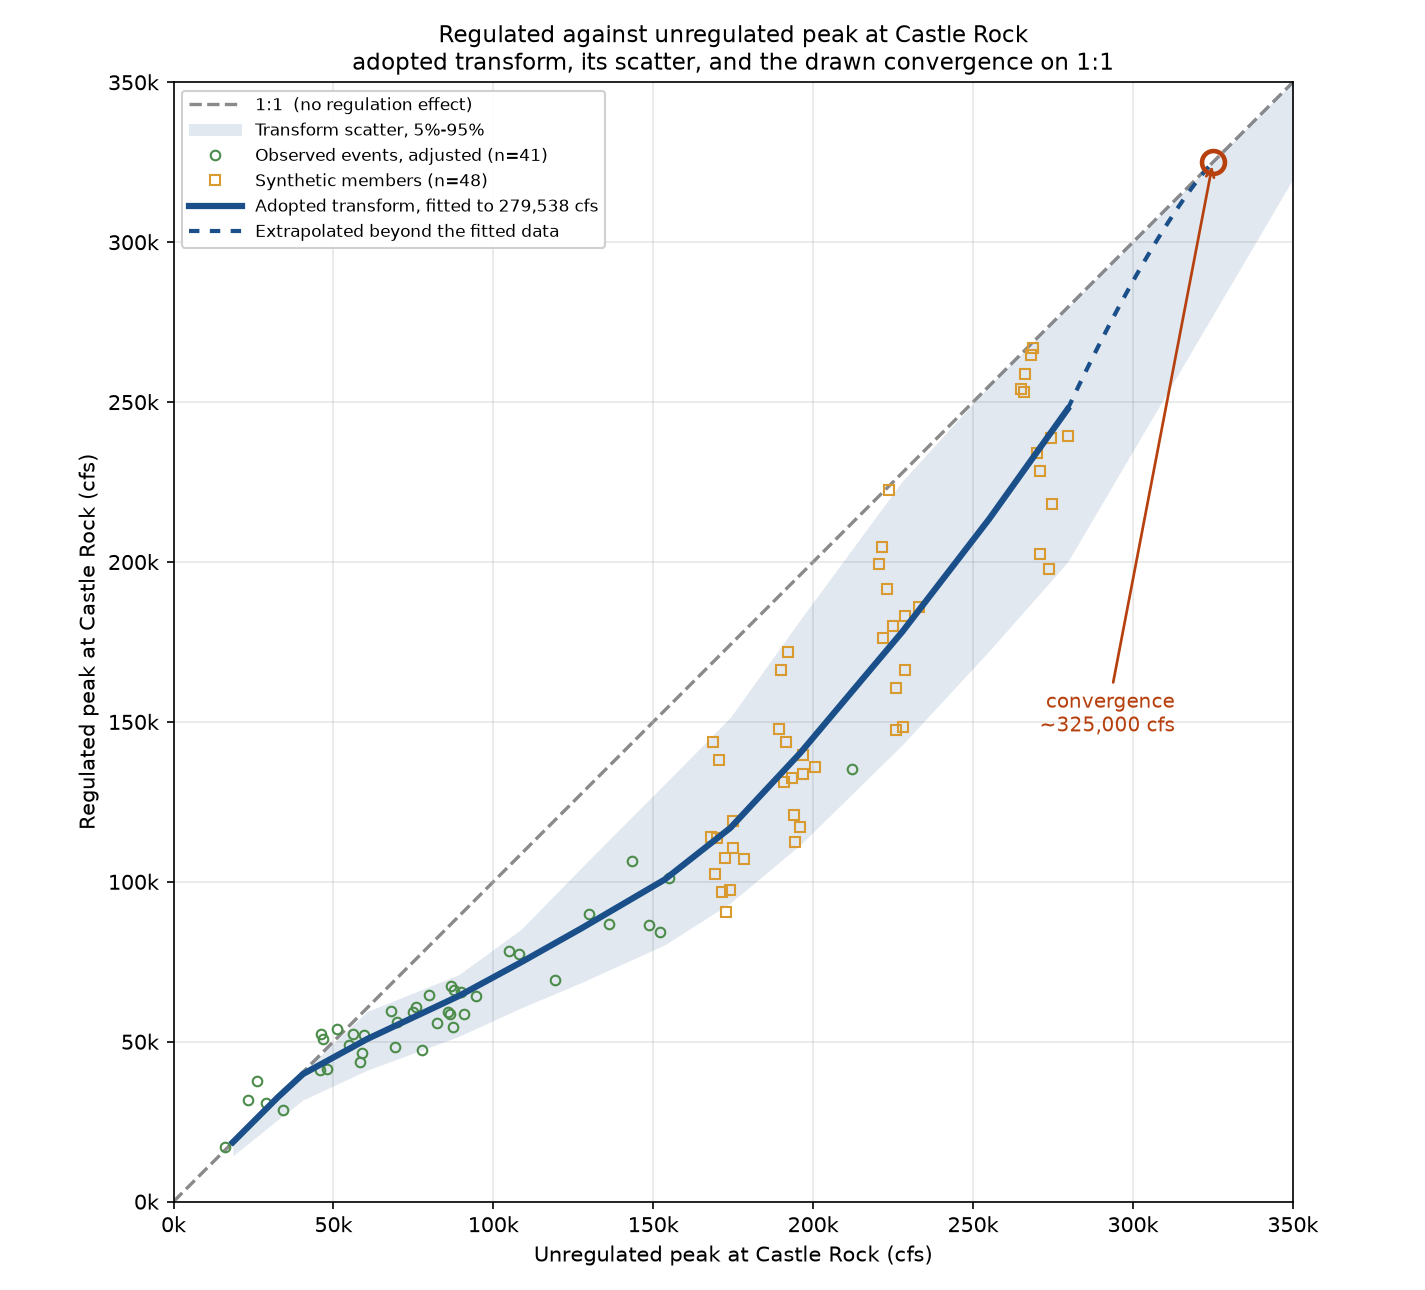 Regulated against unregulated peak at Castle Rock
adopted transform, its scatter, and the drawn convergence on 1:1
350k
300k
250k
200k
150k
100k
50k
0k
Regulated peak at Castle Rock (cfs)
1:1  (no regulation effect)
Transform scatter, 5%-95%
Observed events, adjusted (n=41)
Synthetic members (n=48)
Adopted transform, fitted to 279,538 cfs
Extrapolated beyond the fitted data
convergence
~325,000 cfs
0k
50k
100k
150k
200k
250k
300k
350k
Unregulated peak at Castle Rock (cfs)